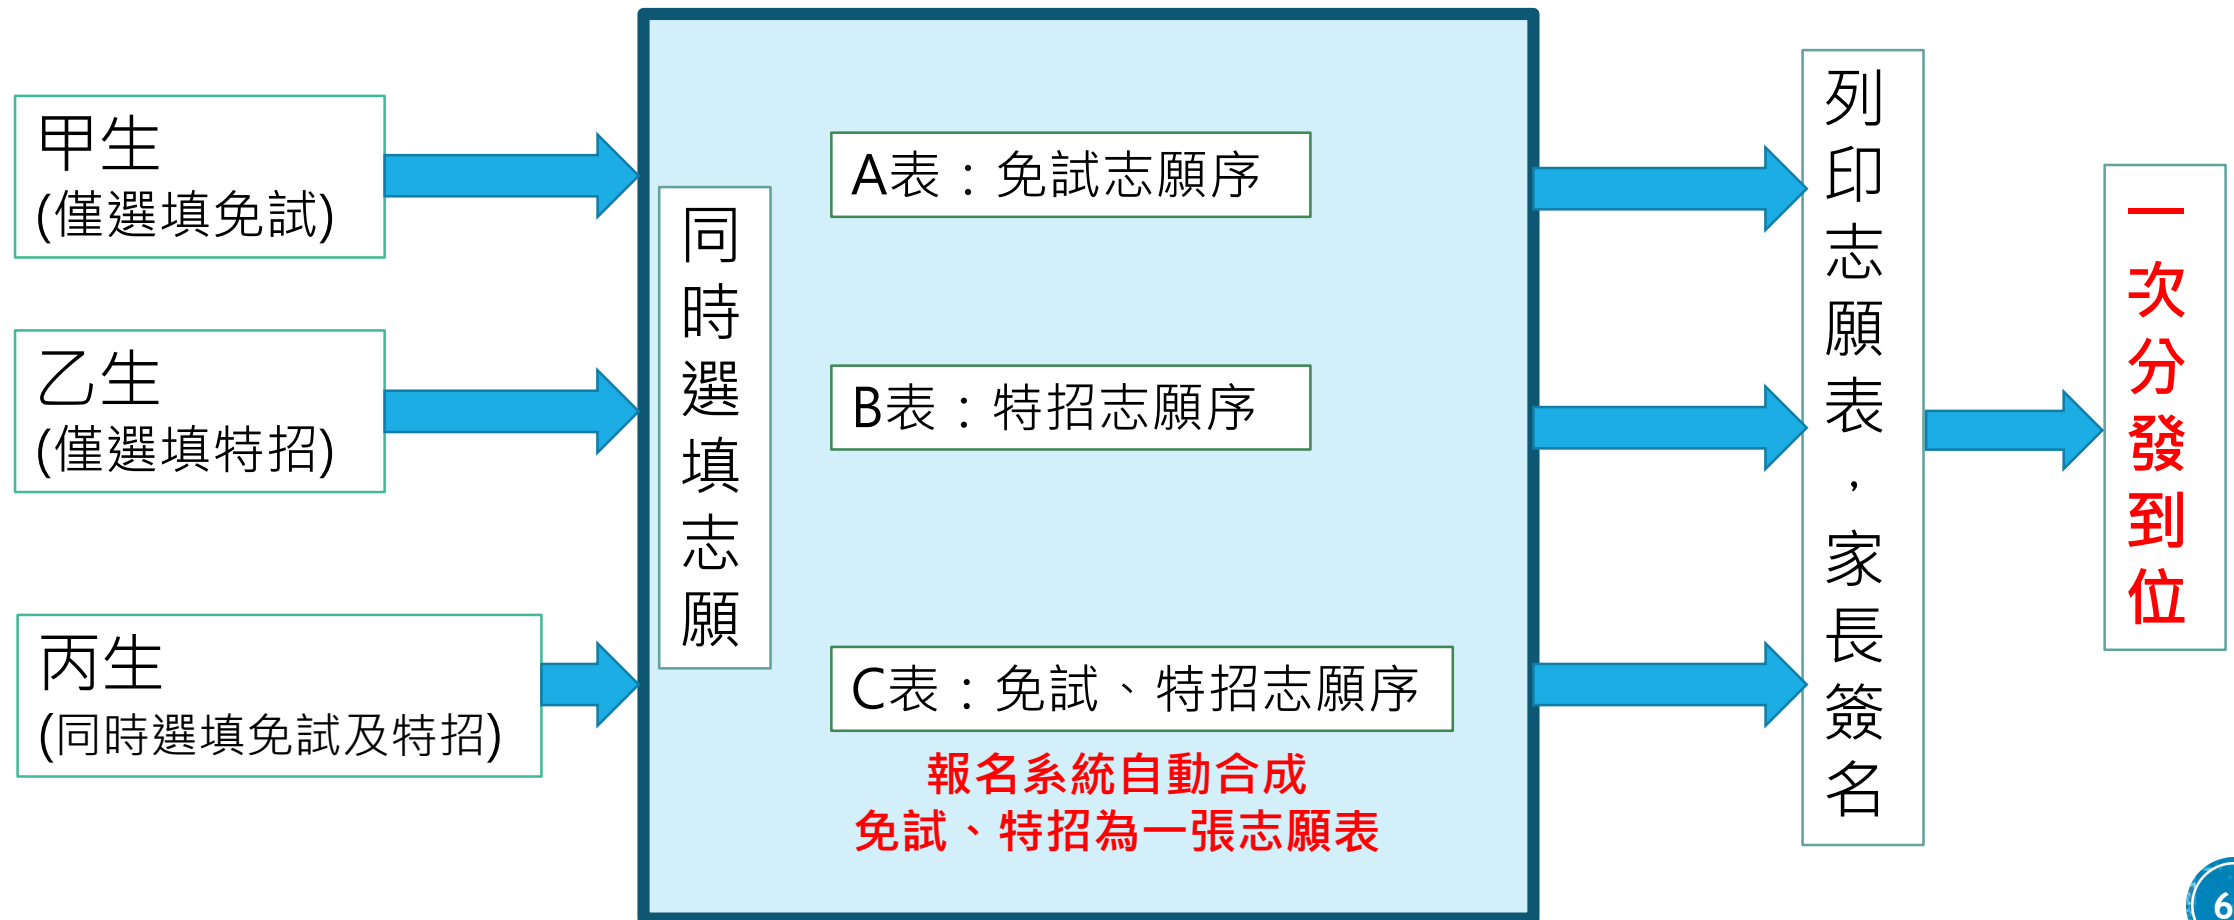 甲生
(僅選填免試)
乙生
(僅選填特招)
丙生
(同時選填免試及特招)
同時選填志願
A表：免試志願序
B表：特招志願序
C表：免試、特招志願序
報名系統自動合成
免試、特招為一張志願表
列印志願表，家長簽名
一次分發到位
6